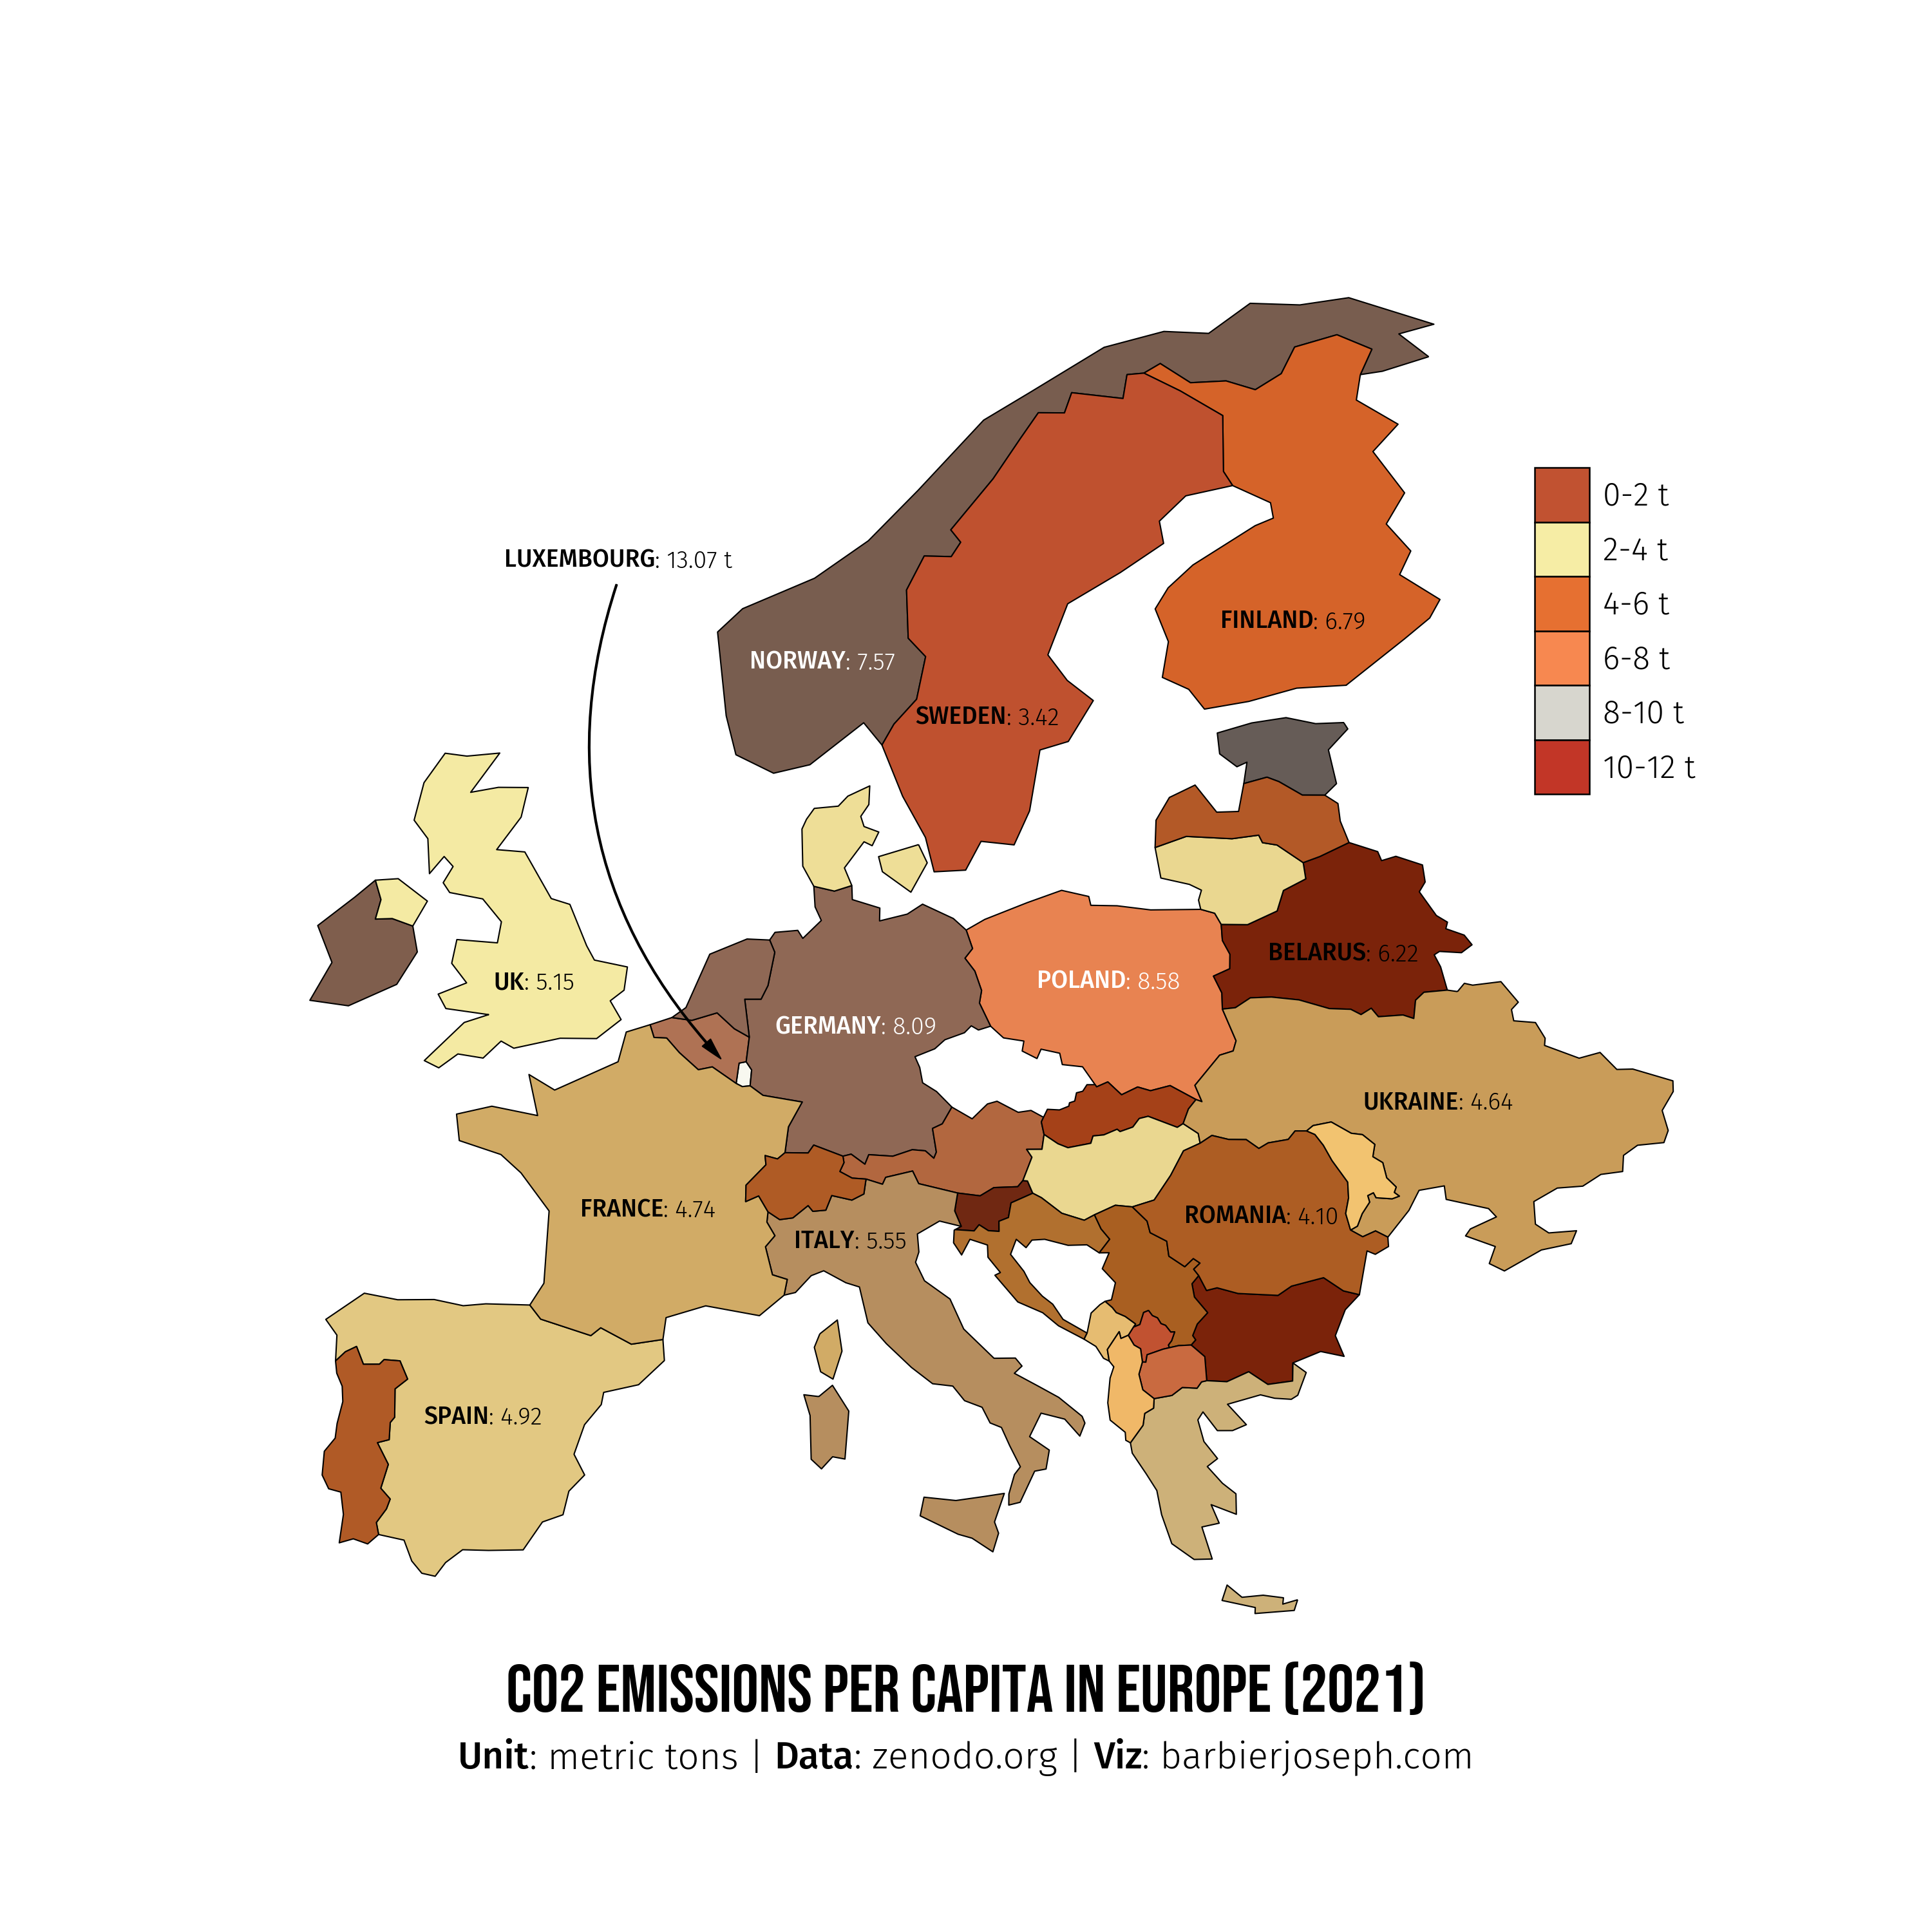 LUXEMBOURG: 13.07 t
NORWAY: 7.57
SWEDEN: 3.42
FINLAND: 6.79
0-2 t
2-4 t
4-6 t
6-8 t
8-10 t
10-12 t
UK: 5.15
GERMANY: 8.09
POLAND: 8.58
BELARUS: 6.22
UKRAINE: 4.64
FRANCE: 4.74
ITALY: 5.55
ROMANIA: 4.10
SPAIN: 4.92
CO2 EMISSIONS PER CAPITA IN EUROPE (2021)
Unit: metric tons | Data: zenodo.org | Viz: barbierjoseph.com